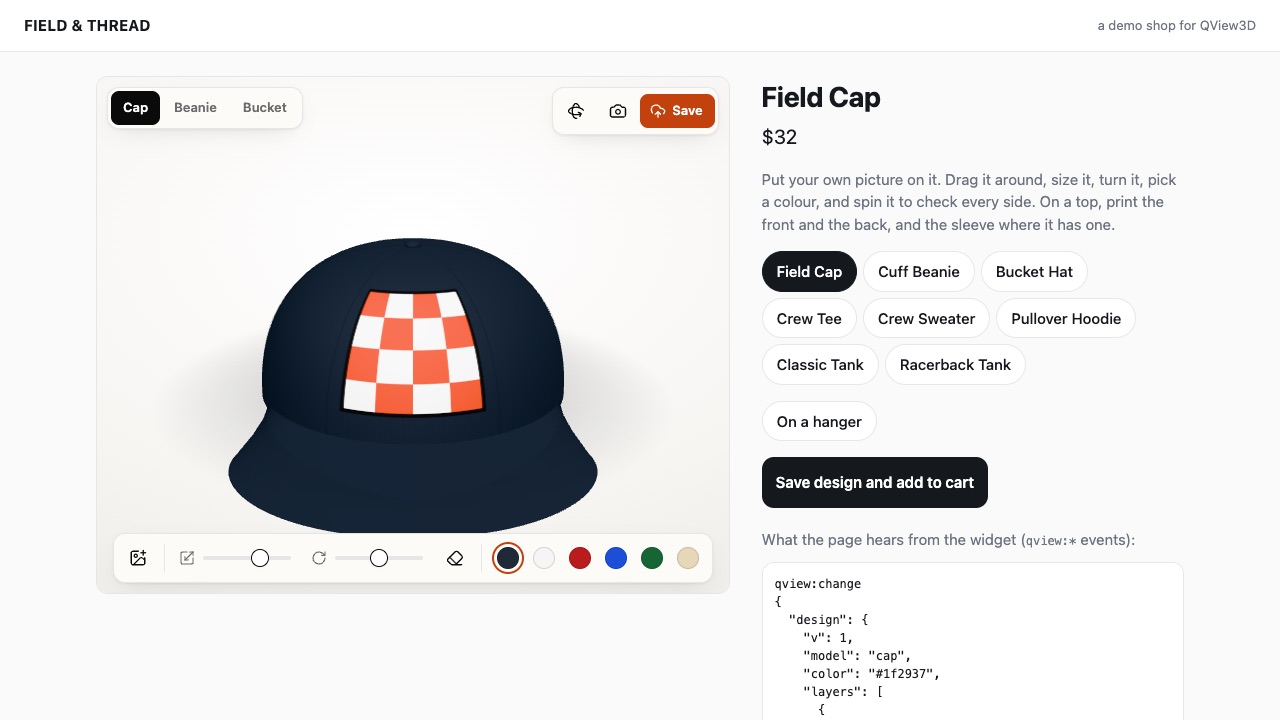 FIELD & THREAD
a demo shop for QView3D
Cap Beanie Bucket
Save
Field Cap
$32
Put your own picture on it. Drag it around, size it, turn it, pick
a colour, and spin it to check every side. On a top, print the
front and the back, and the sleeve where it has one.
Field Cap Cuff Beanie Bucket Hat
Crew Tee Crew Sweater Pullover Hoodie
Classic Tank Racerback Tank
On a hanger
Save design and add to cart
What the page hears from the widget (qview:* events):
qview:change
{
"design": {
"v": 1,
"model": "cap",
"color": "#1f2937",
"layers": [
{